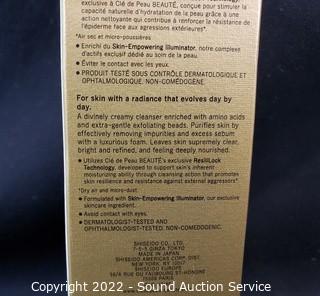 exclusive à Clé de Peau BEAUTÉ, conçue pour stimuler la
capacité naturelle d'hydratation de la peau grâce à une
action nettoyante qui contribue à renforcer la résistance de
l'épiderme face aux agressions extérieures*.
*Air sec et micro-poussières
● Enrichi du Skin-Empowering Illuminator, notre complexe
d'actifs exclusif dédié au soin de la peau.
● Éviter le contact avec les yeux.
● PRODUIT TESTÉ SOUS CONTRÔLE DERMATOLOGIQUE ET
OPHTALMOLOGIQUE. NON-COMÉDOGÈNE.
For skin with a radiance that evolves day by
day.
A divinely creamy cleanser enriched with amino acids
and extra-gentle exfoliating beads. Purifies skin by
effectively removing impurities and excess sebum
with a luxurious foam. Leaves skin supremely clear,
bright and refined, and feeling deeply nourished.
● Utilizes Clé de Peau BEAUTÉ's exclusive ResiliLock
Technology, developed to support skin's inherent
moisturizing ability through cleansing action that promotes
skin resilience and resistance against external aggressors*.
*Dry air and micro-dust
● Formulated with Skin-Empowering Illuminator, our exclusive
skincare ingredient.
● Avoid contact with eyes.
● DERMATOLOGIST-TESTED AND
OPHTHALMOLOGIST-TESTED. NON-COMEDOGENIC.
SHISEIDO CO., LTD.
7-5-5 GINZA TOKYO
MADE IN JAPAN
SHISEIDO AMERICAS CORP. DIST.
NEW YORK, NY 10017
SHISEIDO EUROPE
56/A RUE DU FAUBOURG ST-HONORÉ
75008 PARIS
Copyright 2022 - Sound Auction Service